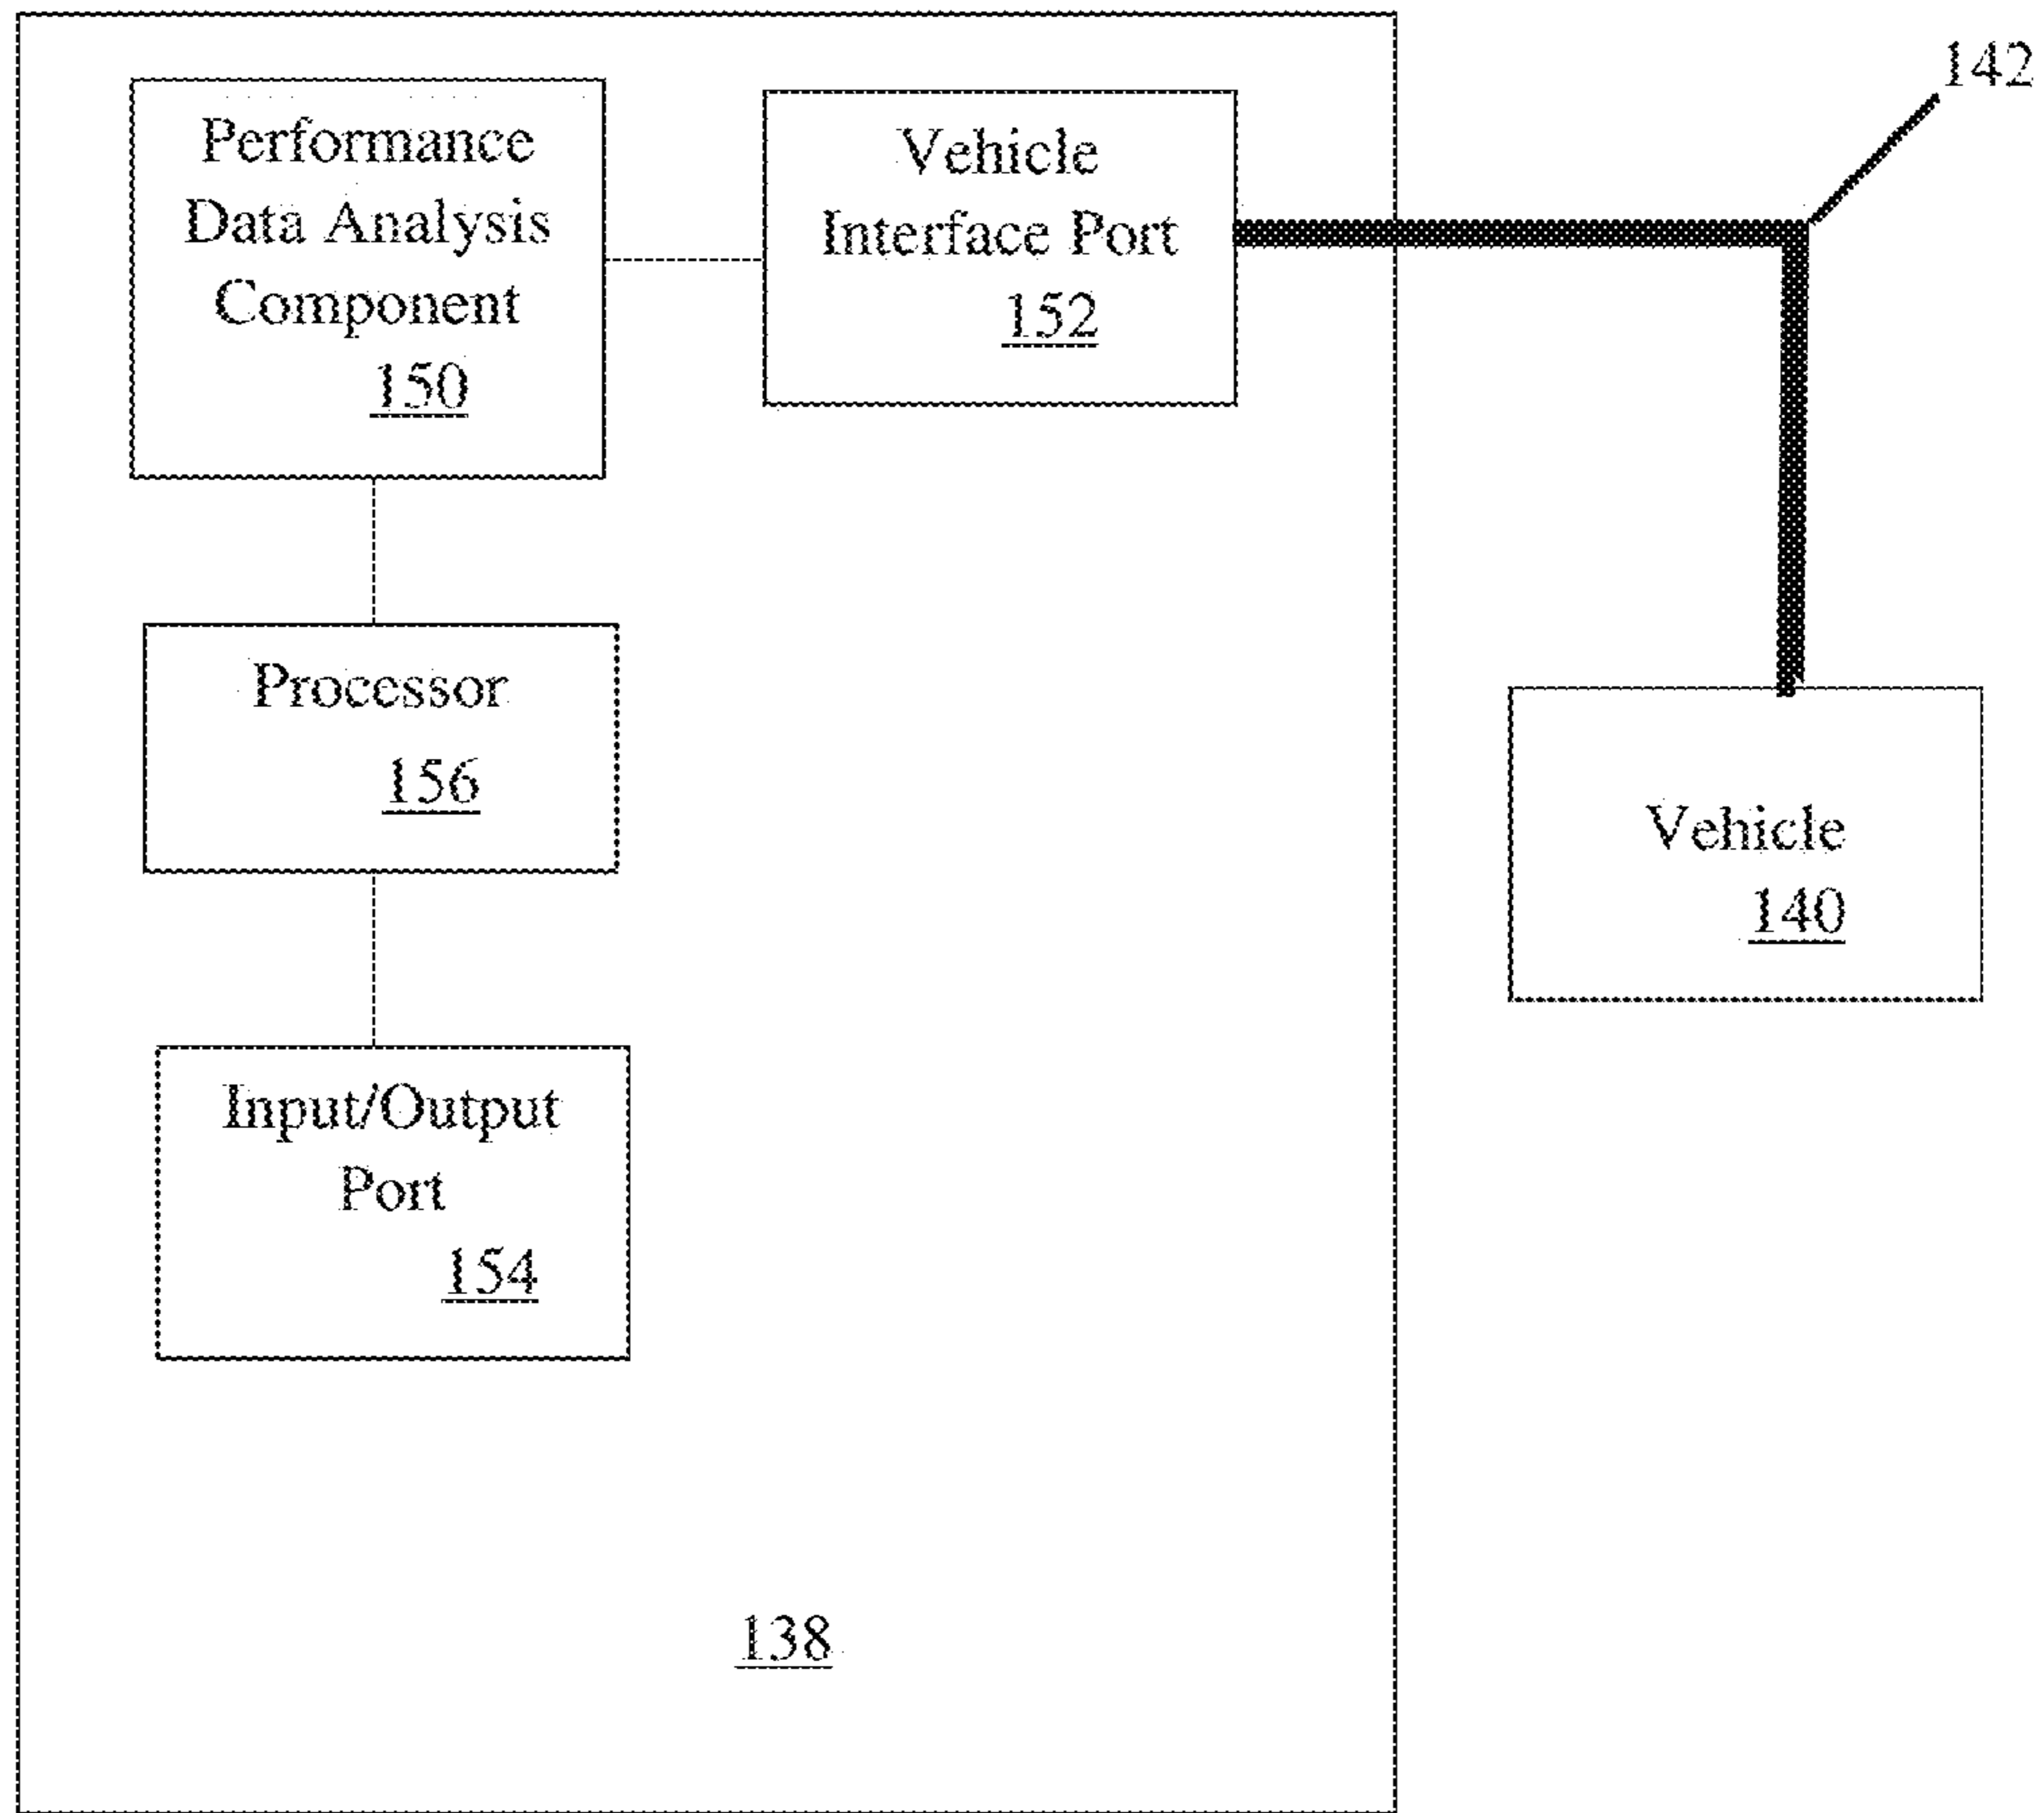 142
Performance
Data Analysis
Component
150
Vehicle
Interface Port
152
Processor
156
Vehicle
140
Input/Output
Port
154
138